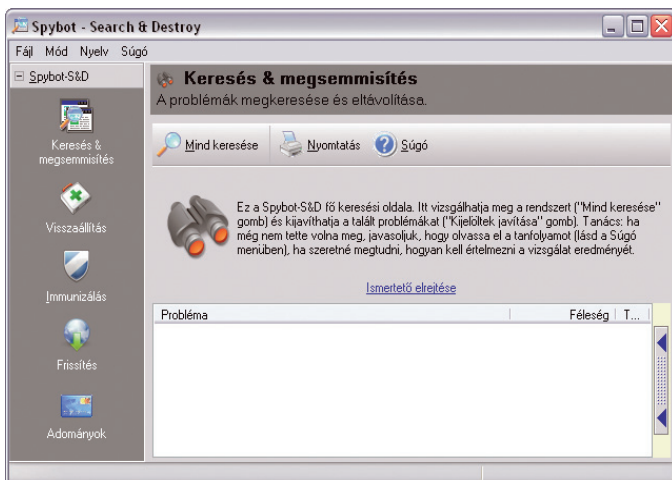 Spybot - Search & Destroy
Fájl Mód Nyelv Súgó
Spybot-S&D
Keresés &
megsemmisítés
Visszaállítás
Immunizálás
Frissítés
Adományok
Keresés & megsemmisítés
A problémák megkeresése és eltávolítása.
Mind keresése Nyomtatás Súgó
Ez a Spybot-S&D fő keresési oldala. Itt vizsgálhatja meg a rendszert ("Mind keresése"
gomb) és kijavíthatja a talált problémákat ("Kijelöltek javítása" gomb). Tanács: ha
még nem tette volna meg, javasoljuk, hogy olvassa el a tanfolyamot (lásd a Súgó
menüben), ha szeretné megtudni, hogyan kell értelmezni a vizsgálat eredményét.
Ismertető elrejtése
Probléma Féleség T...